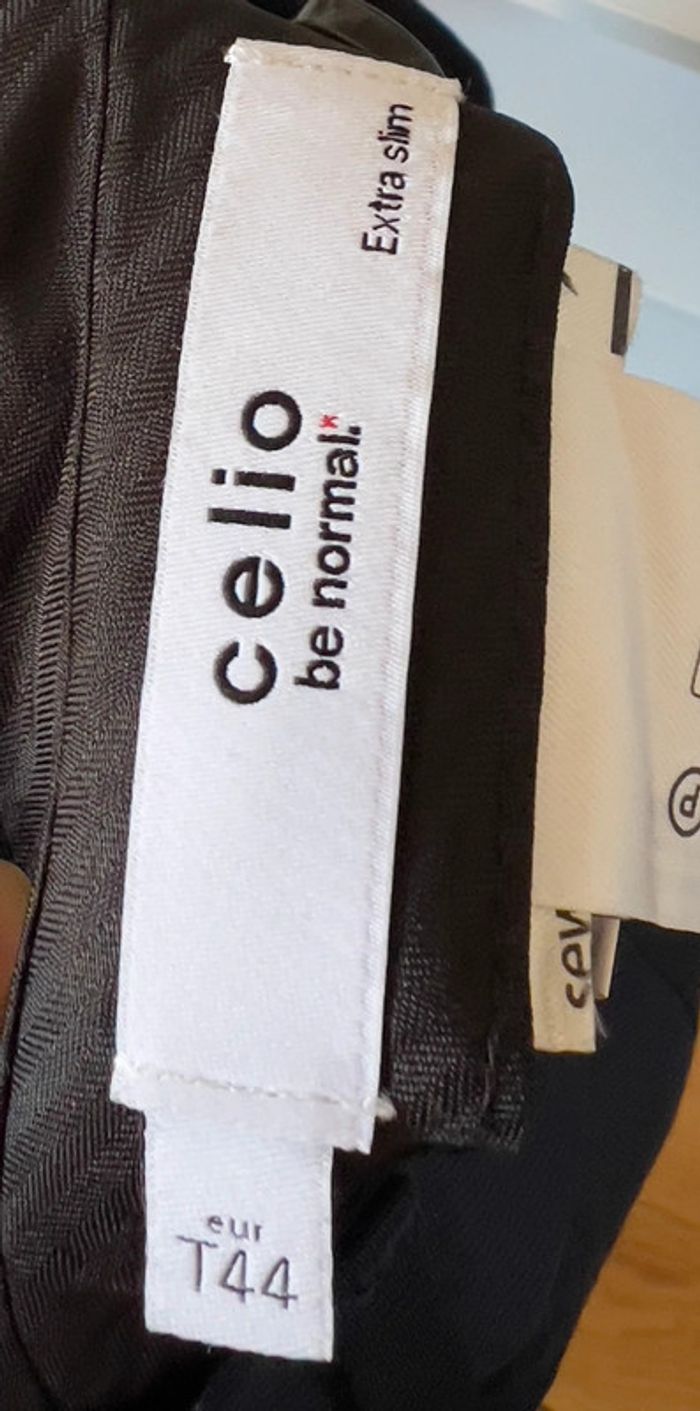 Extra slim
celio
be normal.*
eur
T44